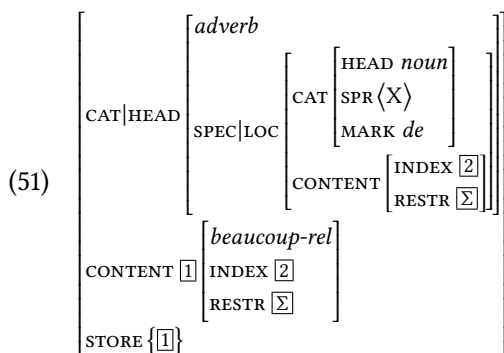 adverb
HEAD noun
CAT SPR ⟨X⟩
MARK de
CAT|HEAD SPEC|LOC
CONTENT INDEX 2
RESTR Σ
(51)
beaucoup-rel
CONTENT 1 INDEX 2
RESTR Σ
STORE {1}